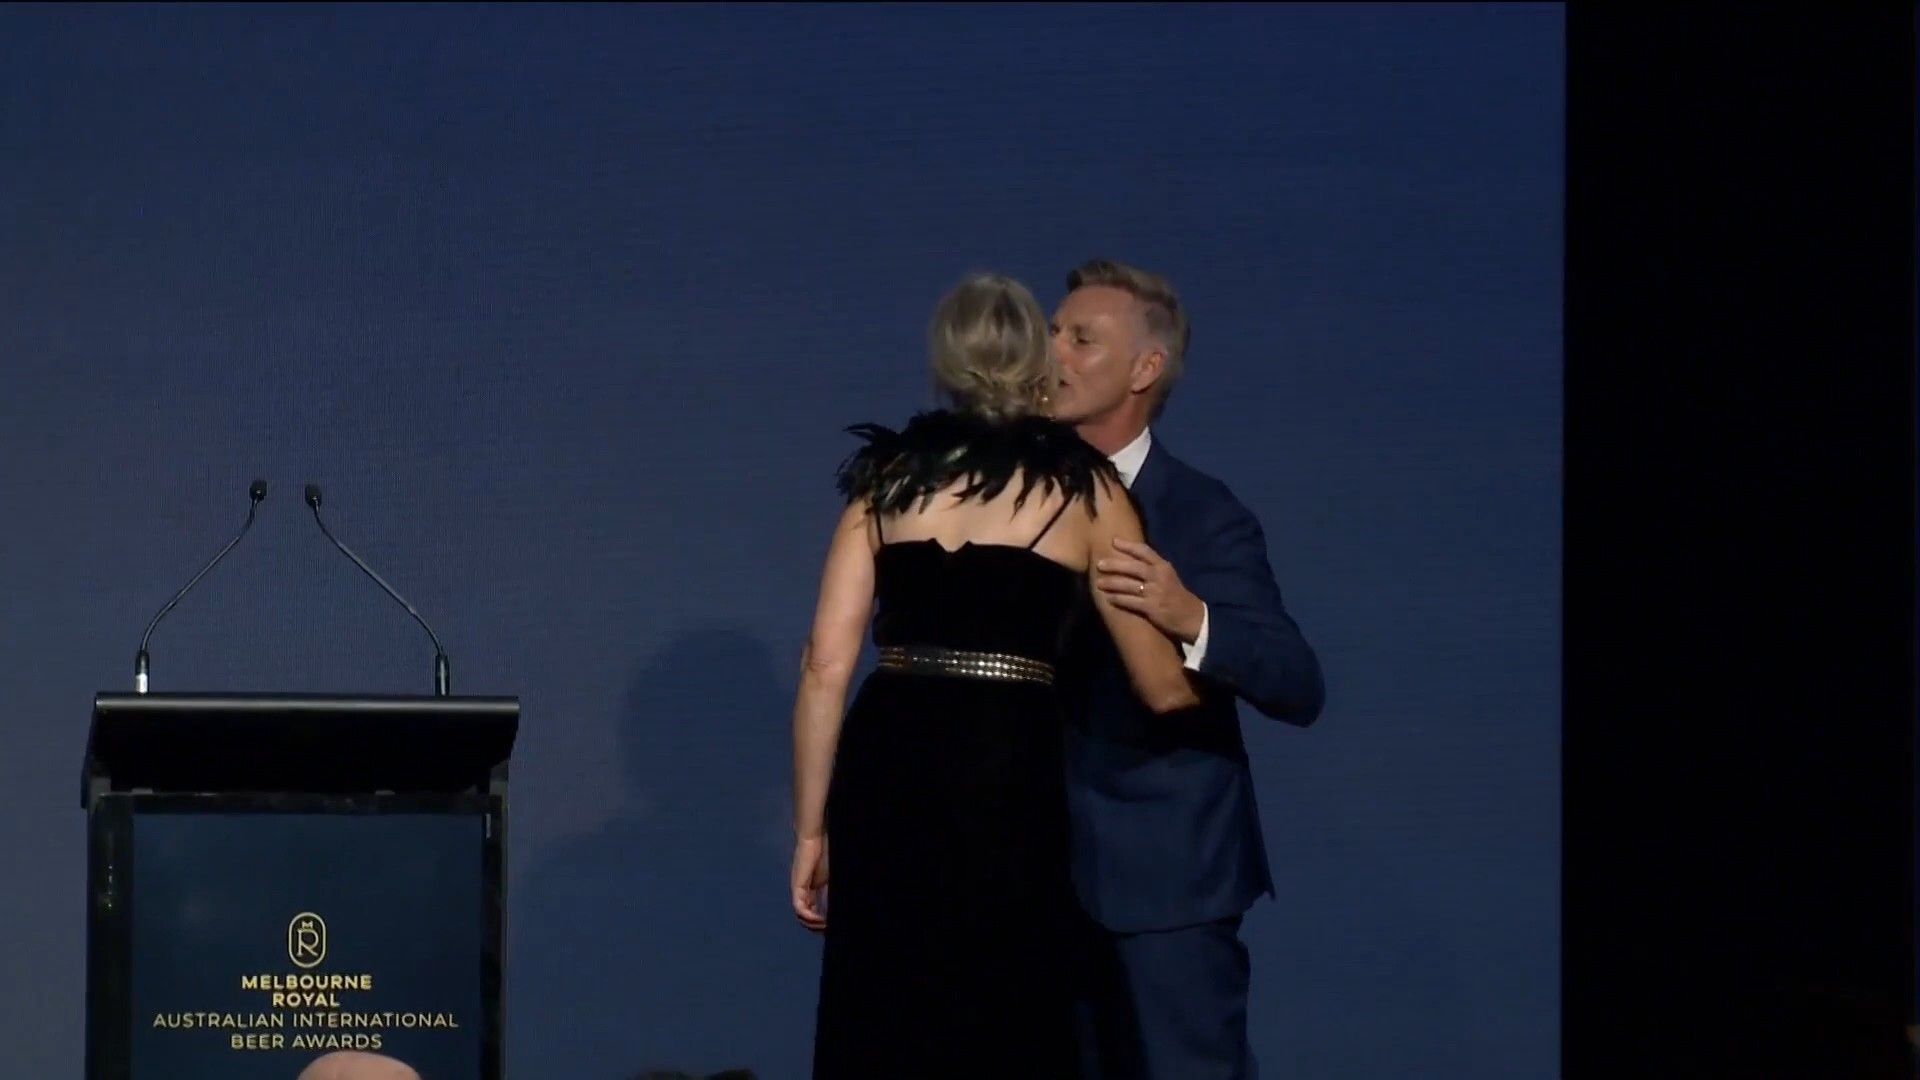 R
MELBOURNE
ROYAL
AUSTRALIAN INTERNATIONAL
BEER AWARDS